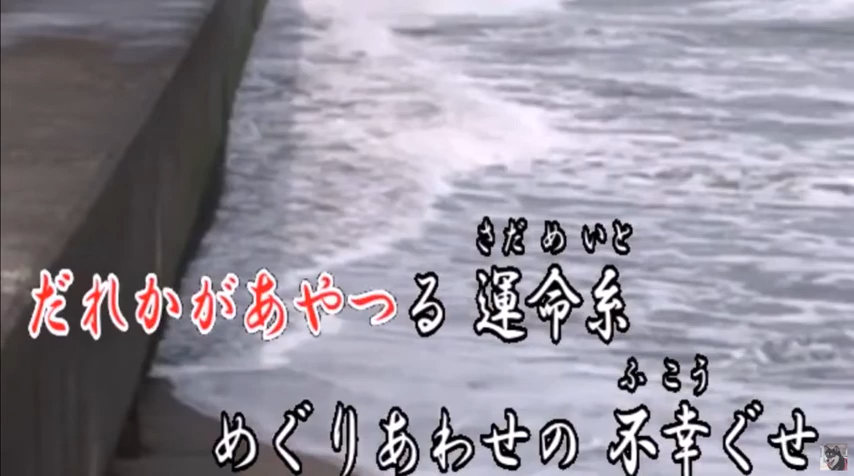 さだめいと
だれかがあやつる 運命糸
ふこう
めぐりあわせの 不幸ぐせ